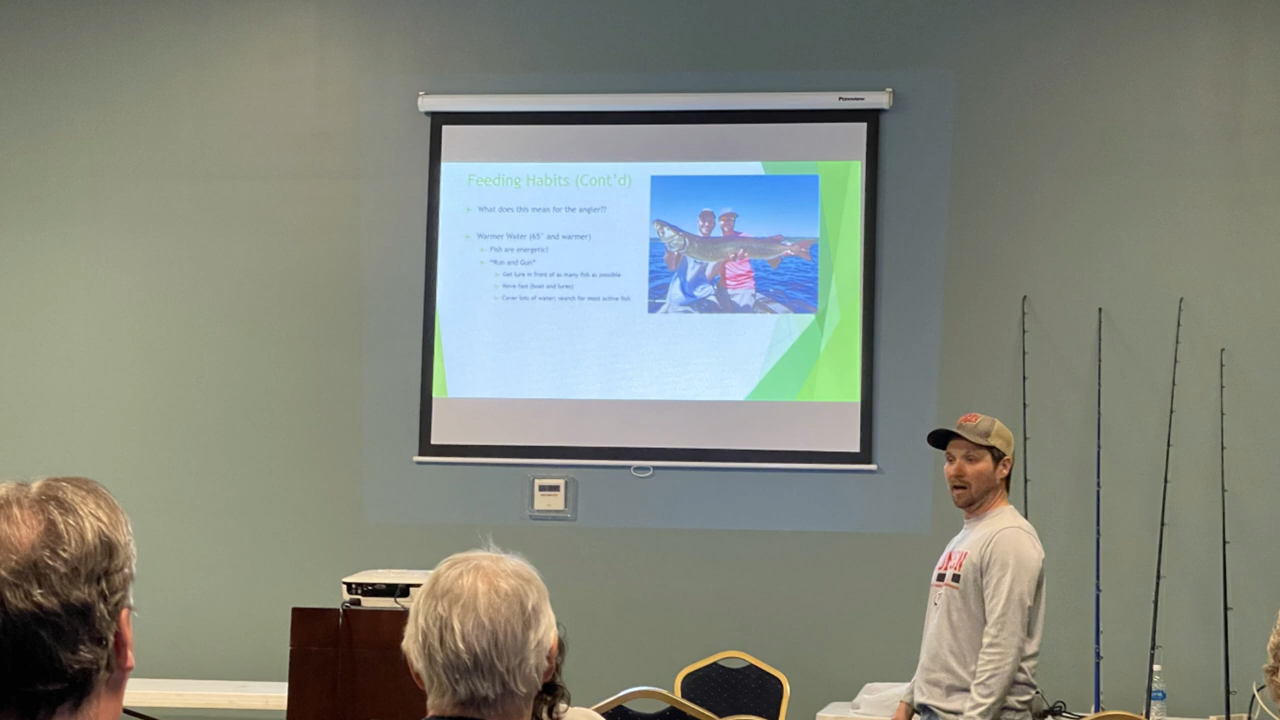 Feeding Habits (Cont'd)
What does this mean for the angler??
Warmer Water (65° and warmer)
Fish are energetic!
"Run and Gun"
Get lure in front of as many fish as possible
Move fast (boat and lures)
Cover lots of water; search for most active fish